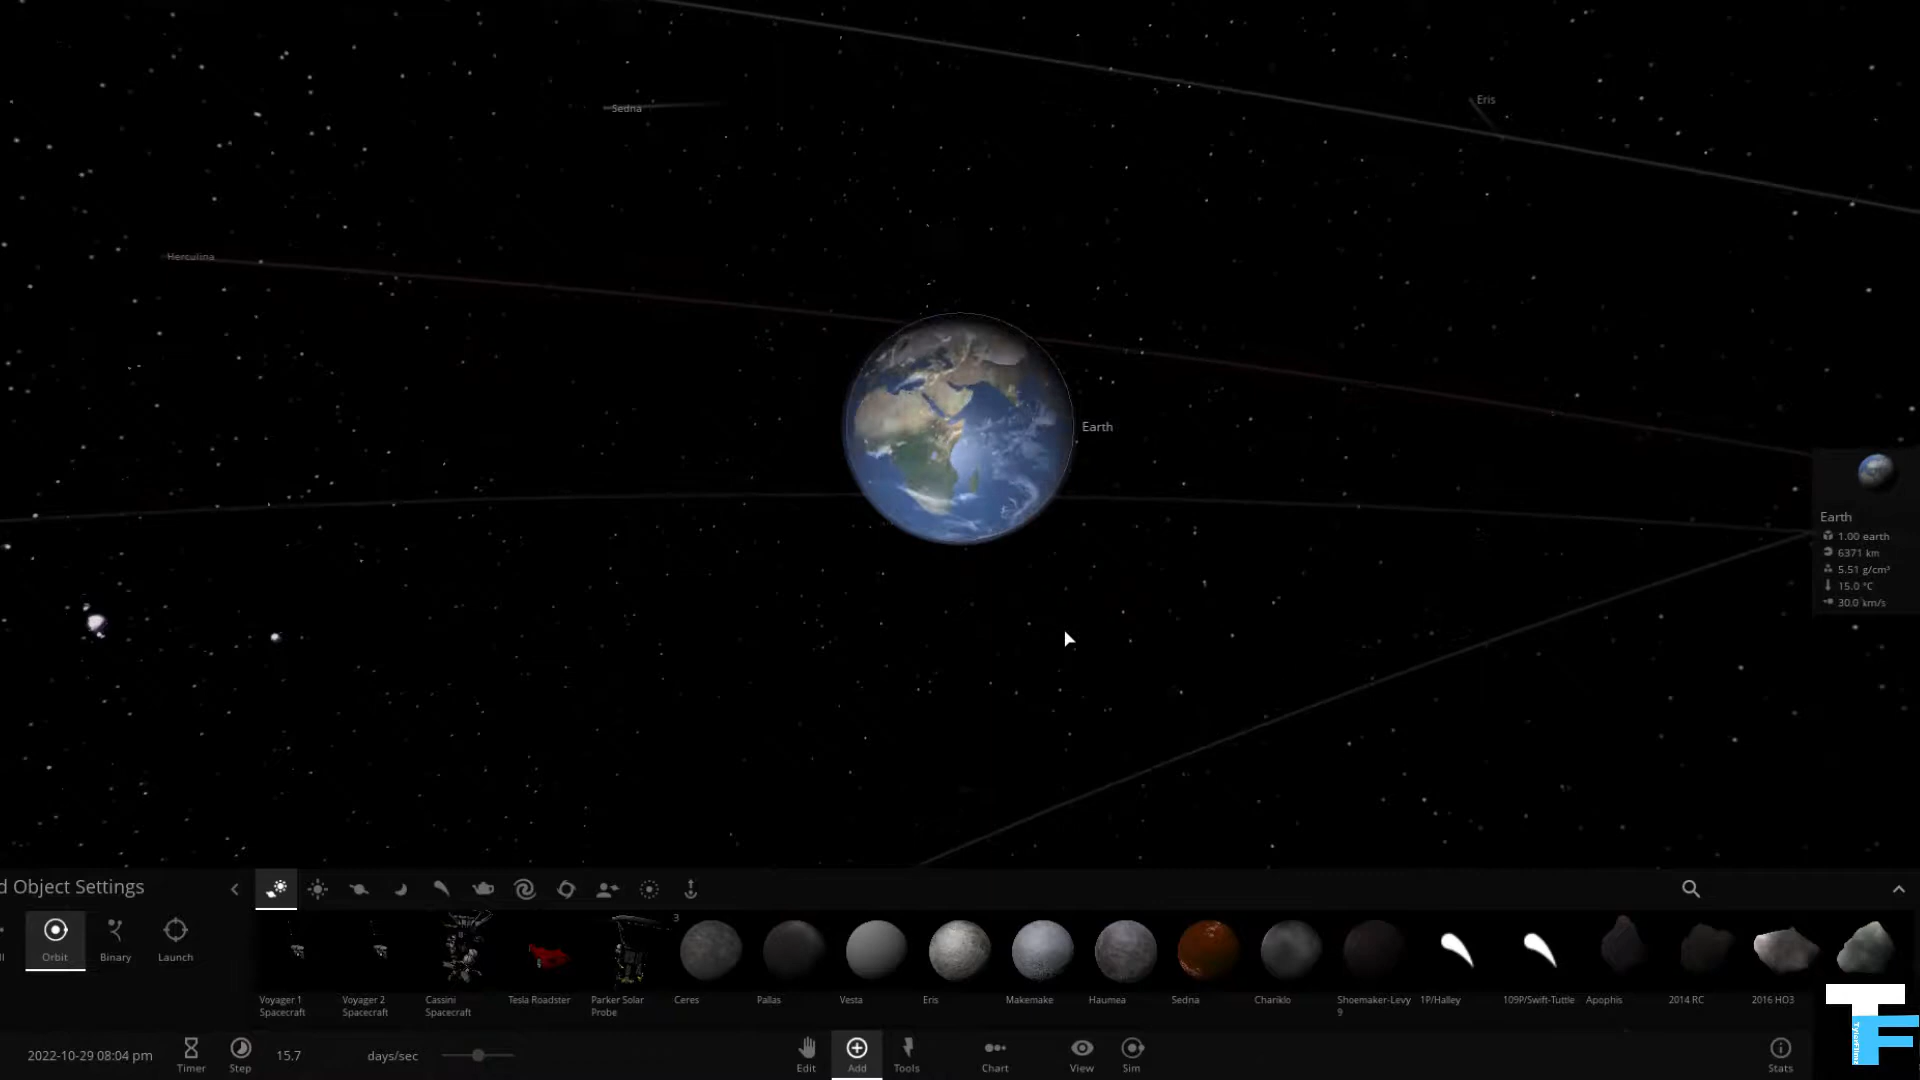 Sedna
Eris
Herculina
Earth
Earth
1.00 earth
6371 km
5.51 g/cm³
15.0 °C
30.0 km/s
d Object Settings
ll
Orbit
Binary
Launch
3
Voyager 1
Spacecraft
Voyager 2
Spacecraft
Cassini
Spacecraft
Tesla Roadster
Parker Solar
Probe
Ceres
Pallas
Vesta
Eris
Makemake
Haumea
Sedna
Chariklo
Shoemaker-Levy
9
1P/Halley
109P/Swift-Tuttle
Apophis
2014 RC
2016 HO3
2022-10-29 08:04 pm
Timer
Step
15.7
days/sec
Edit
Add
Tools
Chart
View
Sim
Stats
TF